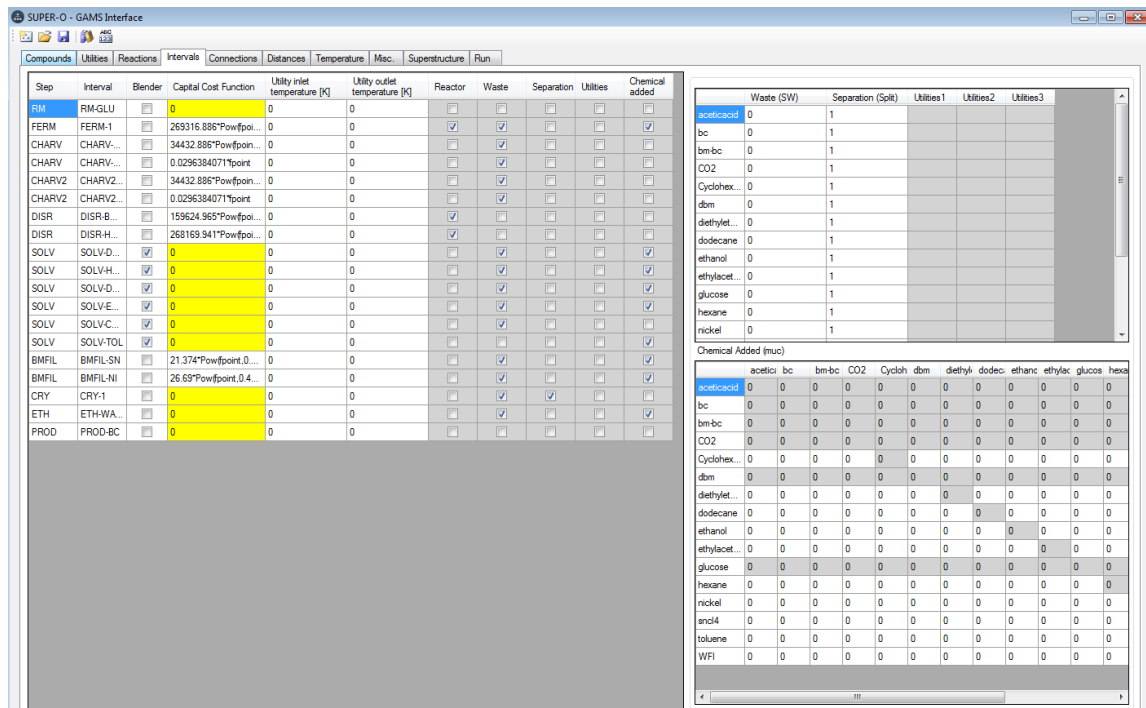 SUPER-O - GAMS Interface
ABC
123
Compounds Utilities Reactions Intervals Connections Distances Temperature Misc. Superstructure Run
Step Interval Blender Capital Cost Function Utility inlet temperature [K] Utility outlet temperature [K] Reactor Waste Separation Utilities Chemical added
RM RM-GLU 0 0 0
FERM FERM-1 269316.886*Pow(fpoi... 0 0
CHARV CHARV-... 34432.886*Pow(fpoin... 0 0
CHARV CHARV-... 0.0296384071*fpoint 0 0
CHARV2 CHARV2... 34432.886*Pow(fpoin... 0 0
CHARV2 CHARV2... 0.0296384071*fpoint 0 0
DISR DISR-B... 159624.965*Pow(fpoi... 0 0
DISR DISR-H... 268169.941*Pow(fpoi... 0 0
SOLV SOLV-D... 0 0 0
SOLV SOLV-H... 0 0 0
SOLV SOLV-D... 0 0 0
SOLV SOLV-E... 0 0 0
SOLV SOLV-C... 0 0 0
SOLV SOLV-TOL 0 0 0
BMFIL BMFIL-SN 21.374*Pow(fpoint,0.... 0 0
BMFIL BMFIL-NI 26.69*Pow(fpoint,0.4... 0 0
CRY CRY-1 0 0 0
ETH ETH-WA... 0 0 0
PROD PROD-BC 0 0 0
Waste (SW) Separation (Split) Utilities1 Utilities2 Utilities3
aceticacid 0 1
bc 0 1
bm-bc 0 1
CO2 0 1
Cyclohex... 0 1
dbm 0 1
diethylet... 0 1
dodecane 0 1
ethanol 0 1
ethylacet... 0 1
glucose 0 1
hexane 0 1
nickel 0 1
Chemical Added (muc)
acetica bc bm-bc CO2 Cycloh dbm diethyl dodeca ethanc ethylac glucos hexa
aceticacid 0 0 0 0 0 0 0 0 0 0 0 0
bc 0 0 0 0 0 0 0 0 0 0 0 0
bm-bc 0 0 0 0 0 0 0 0 0 0 0 0
CO2 0 0 0 0 0 0 0 0 0 0 0 0
Cyclohex... 0 0 0 0 0 0 0 0 0 0 0 0
dbm 0 0 0 0 0 0 0 0 0 0 0 0
diethylet... 0 0 0 0 0 0 0 0 0 0 0 0
dodecane 0 0 0 0 0 0 0 0 0 0 0 0
ethanol 0 0 0 0 0 0 0 0 0 0 0 0
ethylacet... 0 0 0 0 0 0 0 0 0 0 0 0
glucose 0 0 0 0 0 0 0 0 0 0 0 0
hexane 0 0 0 0 0 0 0 0 0 0 0 0
nickel 0 0 0 0 0 0 0 0 0 0 0 0
sncl4 0 0 0 0 0 0 0 0 0 0 0 0
toluene 0 0 0 0 0 0 0 0 0 0 0 0
WFI 0 0 0 0 0 0 0 0 0 0 0 0